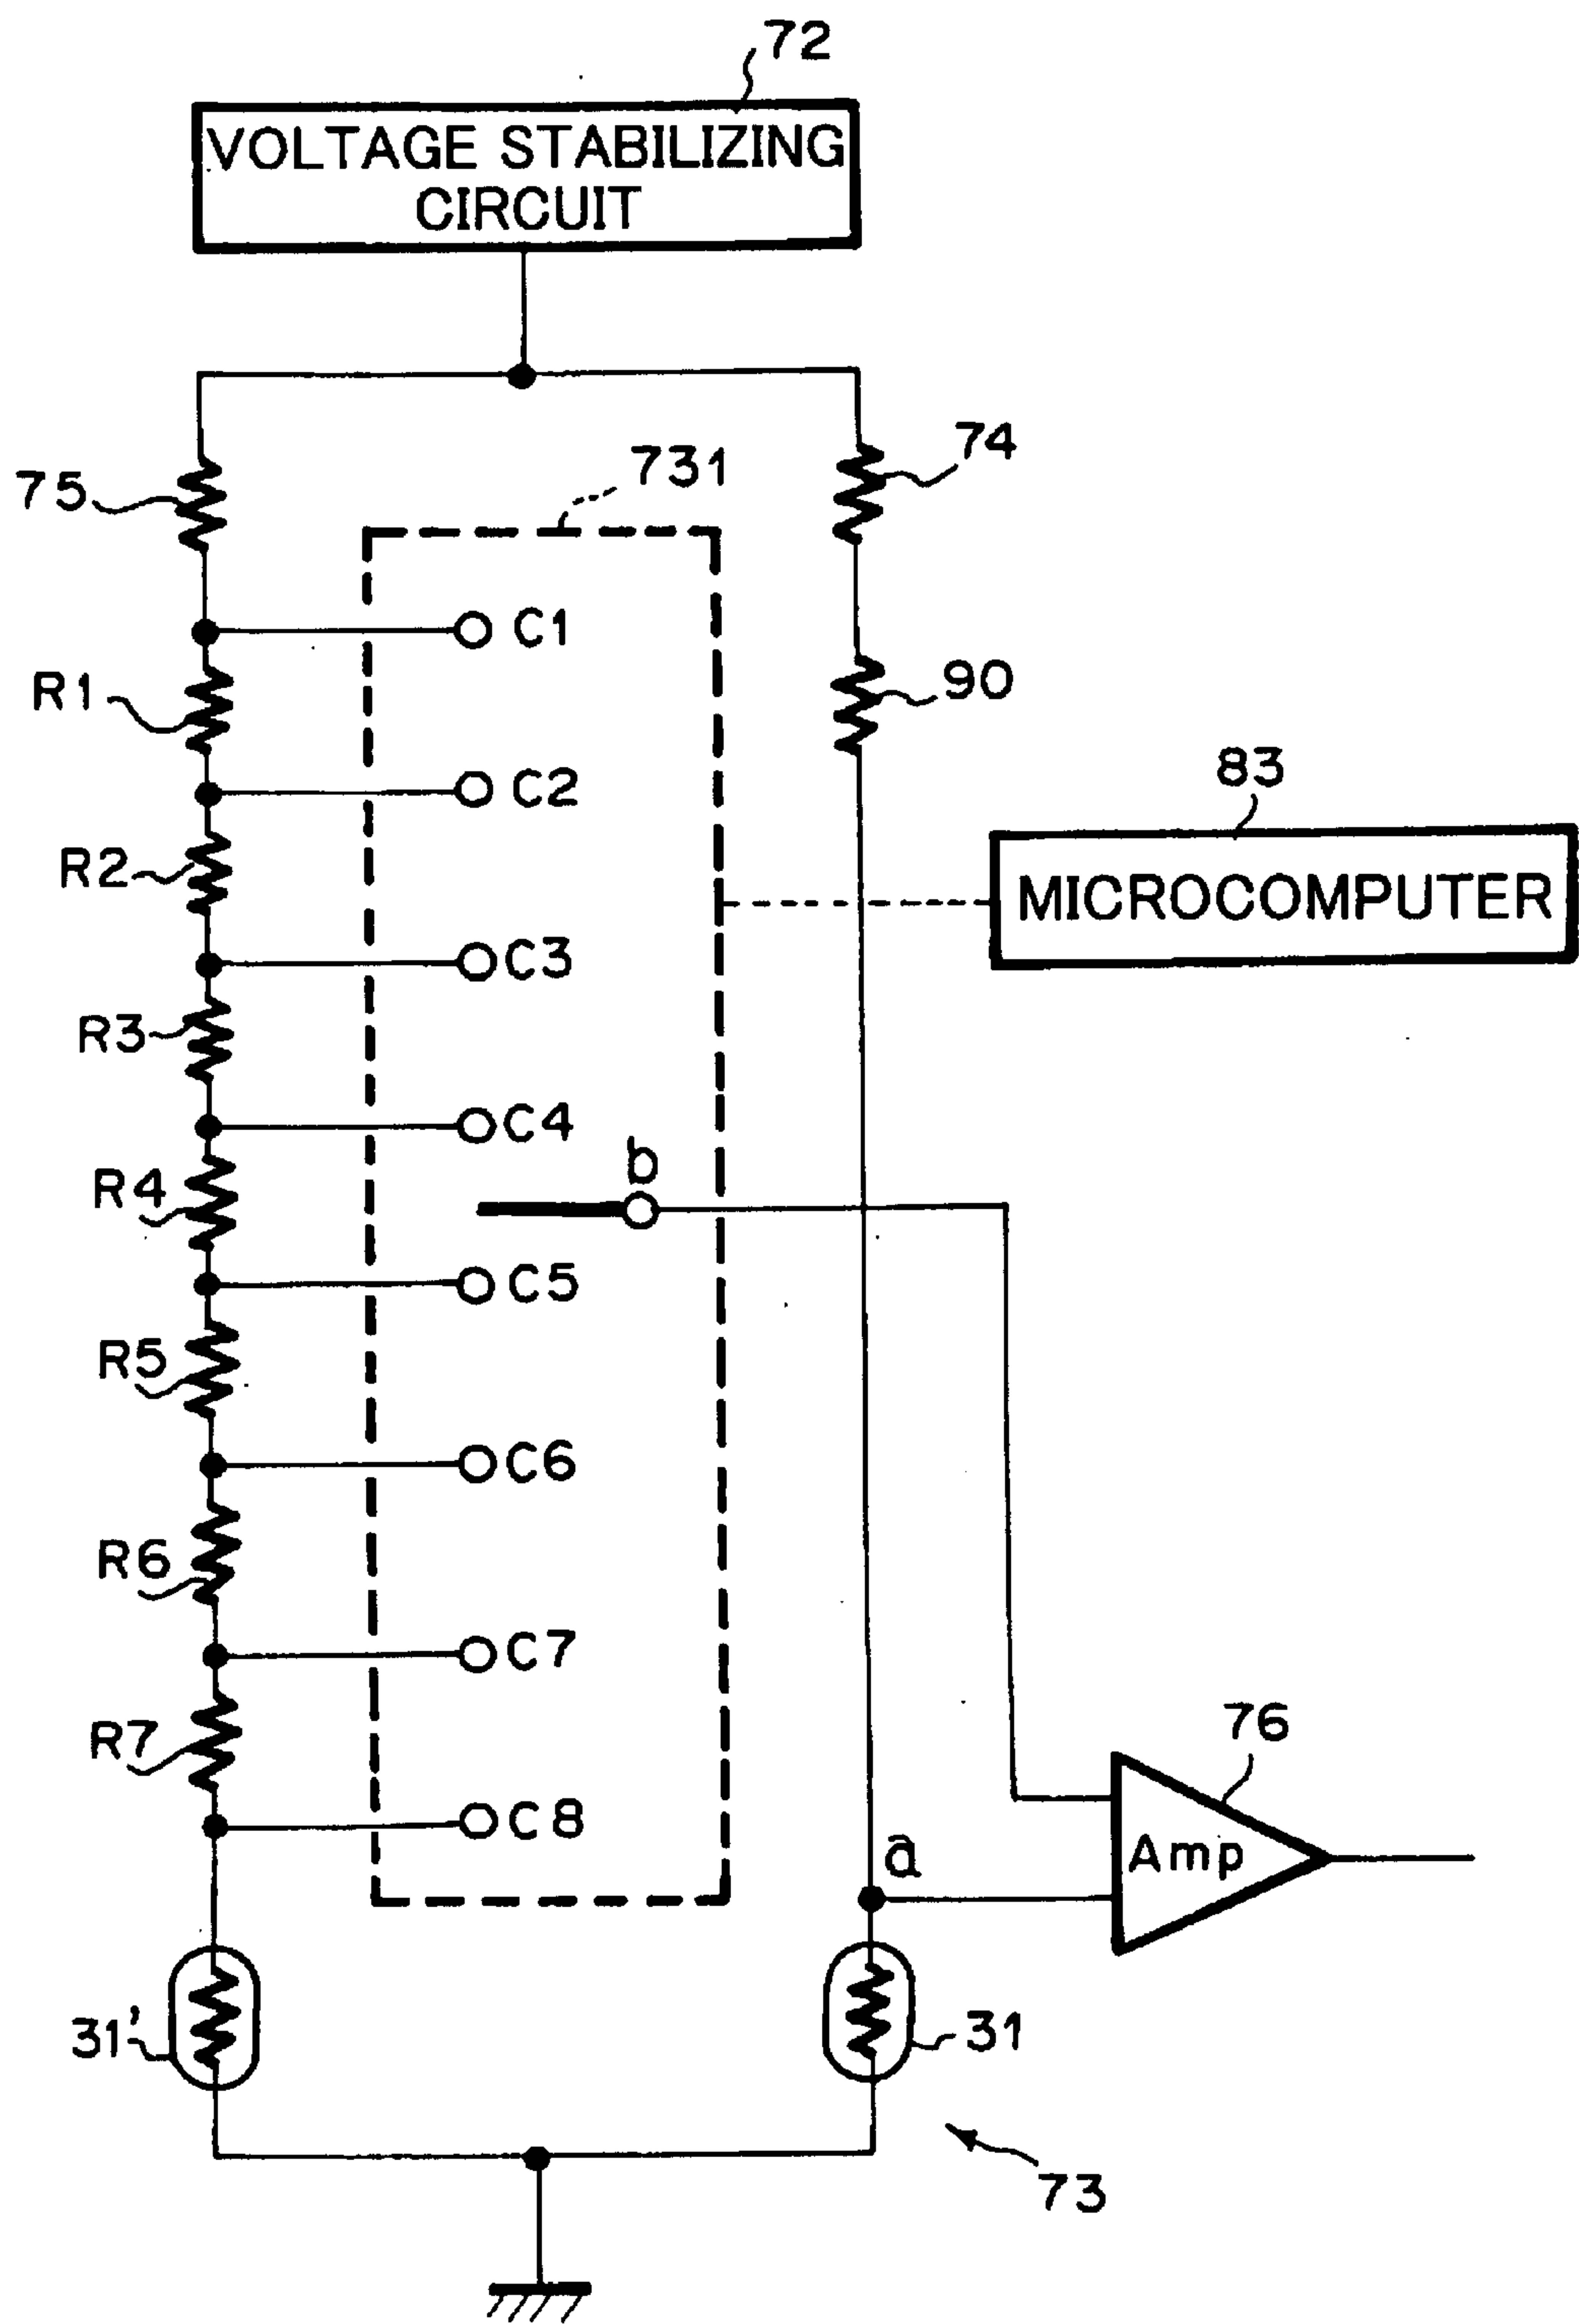 72
VOLTAGE STABILIZING
CIRCUIT
75
731
74
C1
R1
90
C2
83
R2
MICROCOMPUTER
C3
R3
C4
b
R4
C5
R5
C6
R6
C7
R7
76
C8
a
Amp
31'
31
73